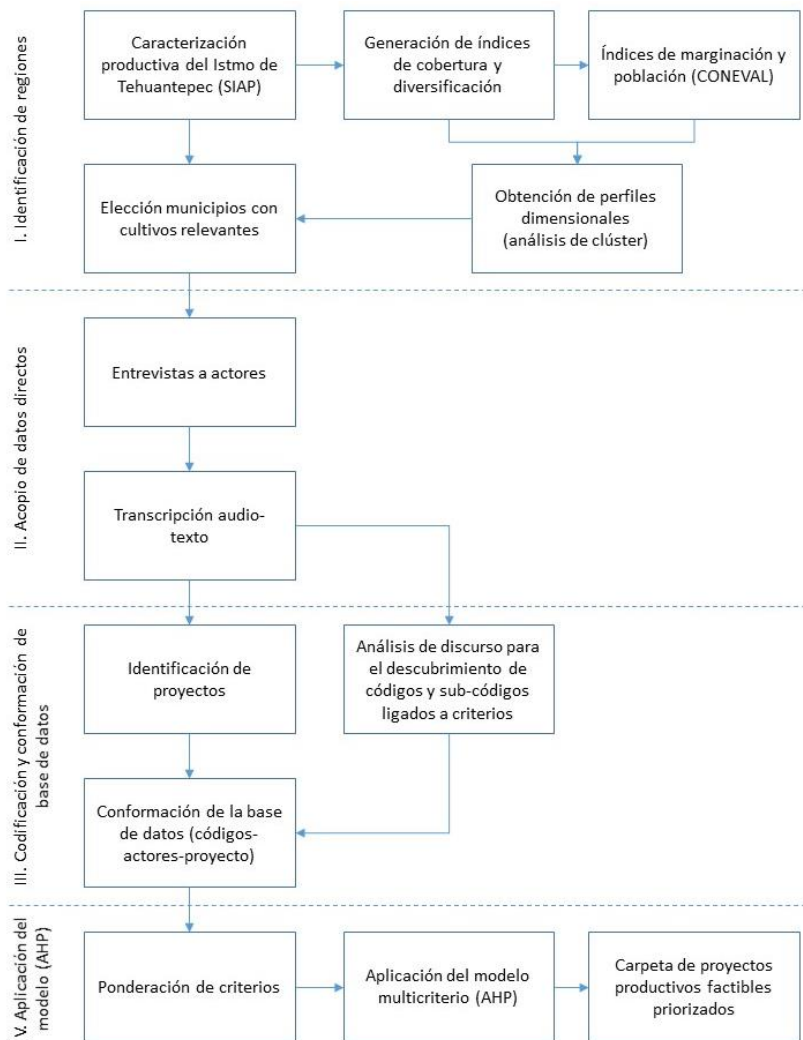 I. Identificación de regiones
Caracterización
productiva del Istmo de
Tehuantepec (SIAP)
Generación de índices
de cobertura y
diversificación
Índices de marginación y
población (CONEVAL)
Elección municipios con
cultivos relevantes
Obtención de perfiles
dimensionales
(análisis de clúster)
II. Acopio de datos directos
Entrevistas a actores
Transcripción audio-
texto
III. Codificación y conformación de
base de datos
Identificación de
proyectos
Análisis de discurso para
el descubrimiento de
códigos y sub-códigos
ligados a criterios
Conformación de la base
de datos (códigos-
actores-proyecto)
V. Aplicación del
modelo (AHP)
Ponderación de criterios
Aplicación del modelo
multicriterio (AHP)
Carpeta de proyectos
productivos factibles
priorizados